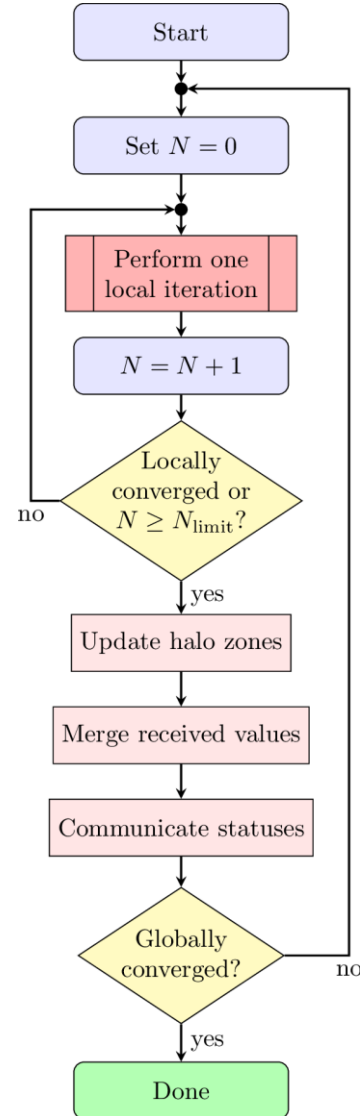 Start
Set N = 0
Perform one
local iteration
N = N + 1
Locally
converged or
N ≥ N_limit?
no
yes
Update halo zones
Merge received values
Communicate statuses
Globally
converged?
no
yes
Done